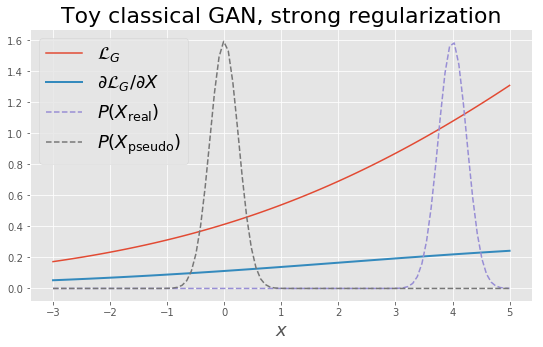 Toy classical GAN, strong regularization
1.6
1.4
1.2
1.0
0.8
0.6
0.4
0.2
0.0
ℒ_G
∂ℒ_G/∂X
P(X_real)
P(X_pseudo)
−3 −2 −1 0 1 2 3 4 5
x